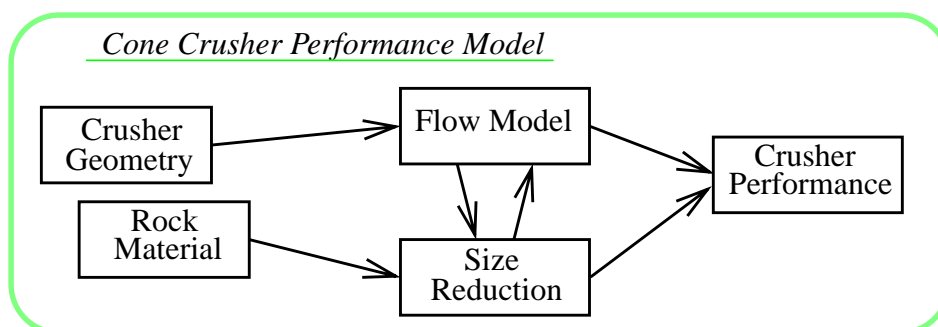 Cone Crusher Performance Model
Crusher
Geometry
Flow Model
Crusher
Performance
Rock
Material
Size
Reduction